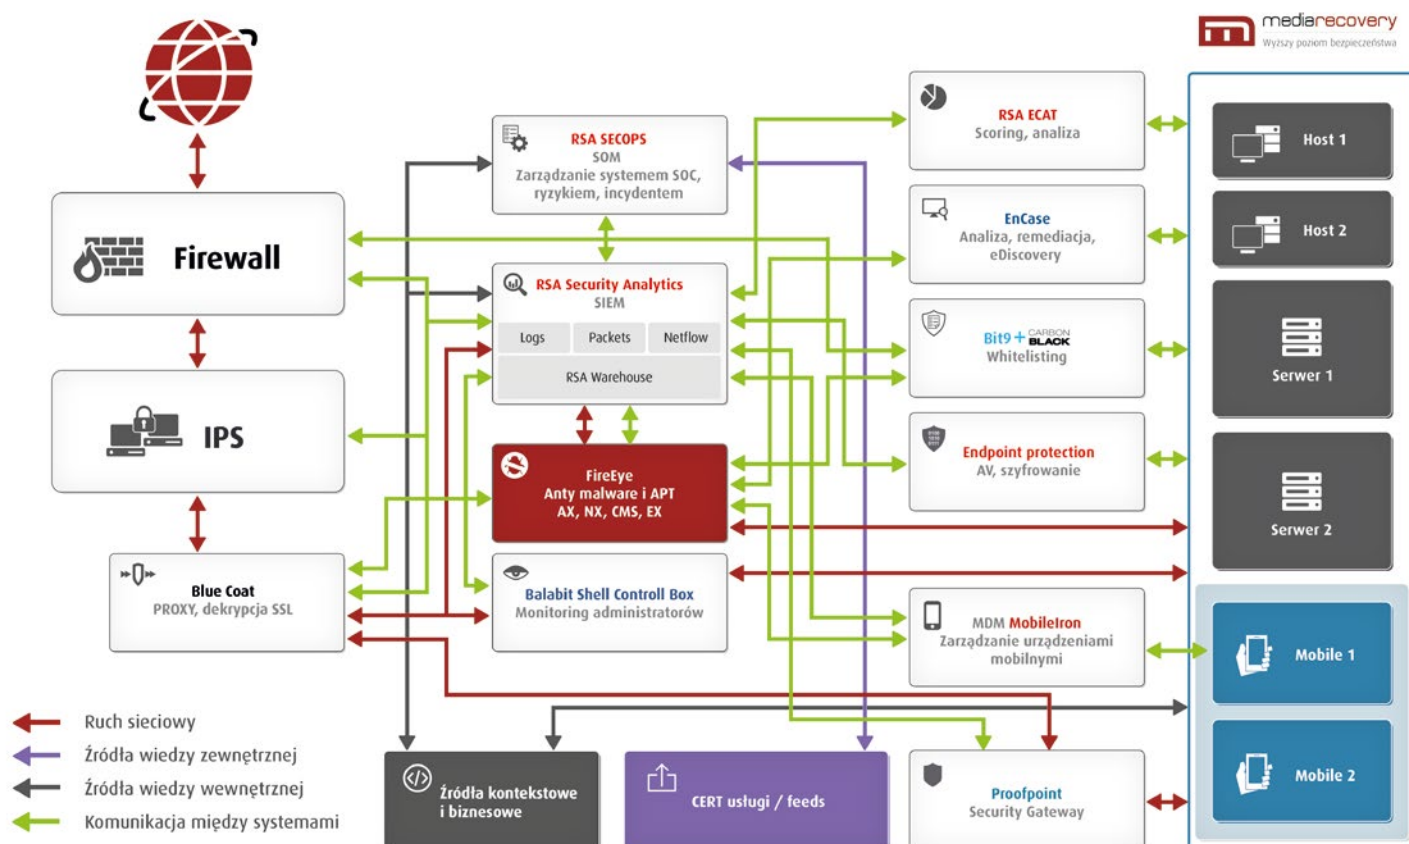 mediarecovery
Wyższy poziom bezpieczeństwa
Firewall
IPS
Blue Coat
PROXY, dekrypcja SSL
RSA SECOPS
SOM
Zarządzanie systemem SOC,
ryzykiem, incydentem
RSA Security Analytics
SIEM
Logs
Packets
Netflow
RSA Warehouse
FireEye
Anty malware i APT
AX, NX, CMS, EX
Balabit Shell Controll Box
Monitoring administratorów
RSA ECAT
Scoring, analiza
EnCase
Analiza, remediacja,
eDiscovery
Bit9 + CARBON
BLACK
Whitelisting
Endpoint protection
AV, szyfrowanie
MDM MobileIron
Zarządzanie urządzeniami
mobilnymi
Proofpoint
Security Gateway
Host 1
Host 2
Serwer 1
Serwer 2
Mobile 1
Mobile 2
Ruch sieciowy
Źródła wiedzy zewnętrznej
Źródła wiedzy wewnętrznej
Komunikacja między systemami
Źródła kontekstowe
i biznesowe
CERT usługi / feeds